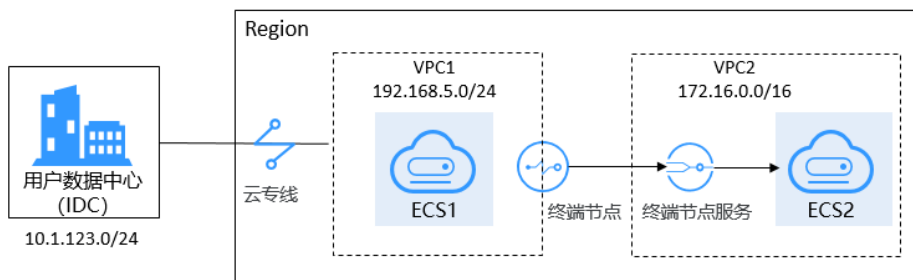 Region
VPC1
192.168.5.0/24
VPC2
172.16.0.0/16
用户数据中心
(IDC)
10.1.123.0/24
云专线
ECS1
终端节点
终端节点服务
ECS2